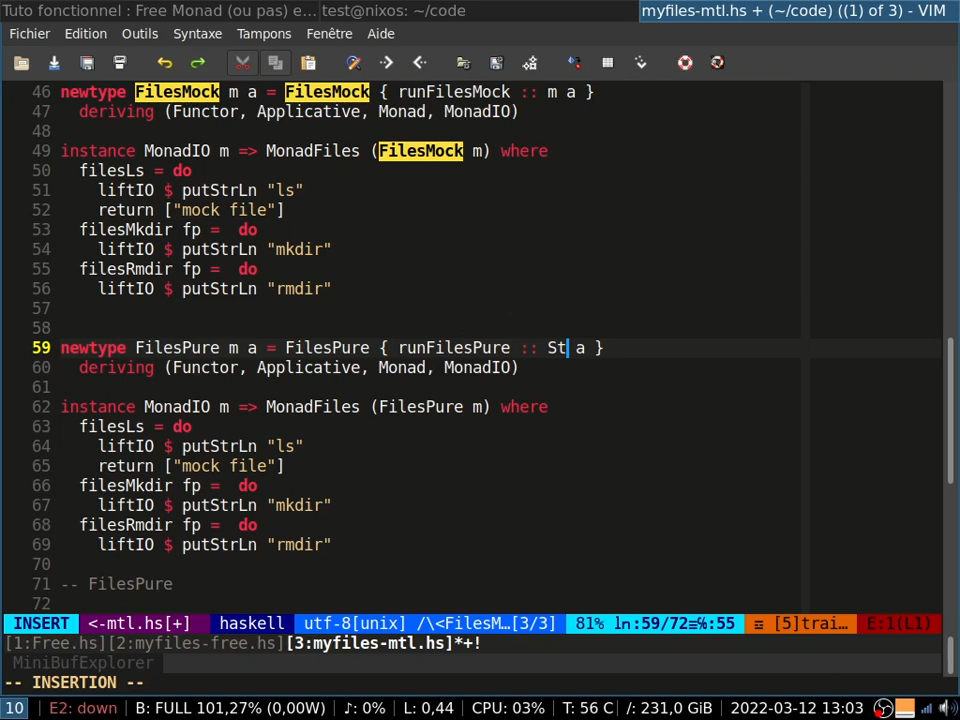 Tuto fonctionnel : Free Monad (ou pas) e... test@nixos: ~/code myfiles-mtl.hs + (~/code) ((1) of 3) - VIM
Fichier Edition Outils Syntaxe Tampons Fenêtre Aide
46 newtype FilesMock m a = FilesMock { runFilesMock :: m a }
47   deriving (Functor, Applicative, Monad, MonadIO)
48
49 instance MonadIO m => MonadFiles (FilesMock m) where
50   filesLs = do
51     liftIO $ putStrLn "ls"
52     return ["mock file"]
53   filesMkdir fp =  do
54     liftIO $ putStrLn "mkdir"
55   filesRmdir fp =  do
56     liftIO $ putStrLn "rmdir"
57
58
59 newtype FilesPure m a = FilesPure { runFilesPure :: St a }
60   deriving (Functor, Applicative, Monad, MonadIO)
61
62 instance MonadIO m => MonadFiles (FilesPure m) where
63   filesLs = do
64     liftIO $ putStrLn "ls"
65     return ["mock file"]
66   filesMkdir fp =  do
67     liftIO $ putStrLn "mkdir"
68   filesRmdir fp =  do
69     liftIO $ putStrLn "rmdir"
70
71 -- FilesPure
72
INSERT <-mtl.hs[+] haskell utf-8[unix] /\<FilesM…[3/3] 81% ln:59/72≡%:55 ≡ [5]trai… E:1(L1)
[1:Free.hs][2:myfiles-free.hs][3:myfiles-mtl.hs]*+!
MiniBufExplorer
-- INSERTION --
10 E2: down B: FULL 101,27% (0,00W) ♪: 0% L: 0,44 CPU: 03% T: 56 C /: 231,0 GiB 2022-03-12 13:03